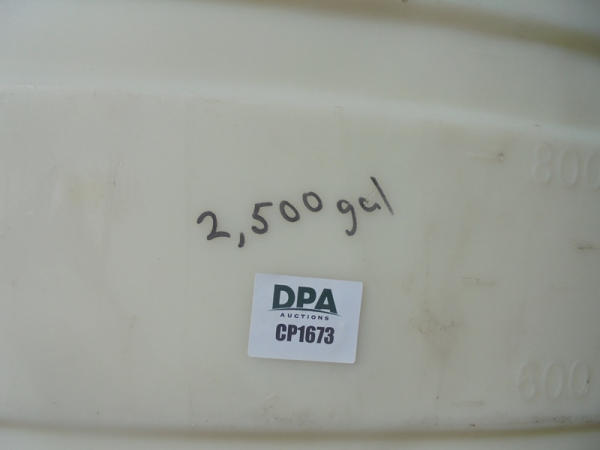 800
2,500 gal
DPA
AUCTIONS
CP1673
600